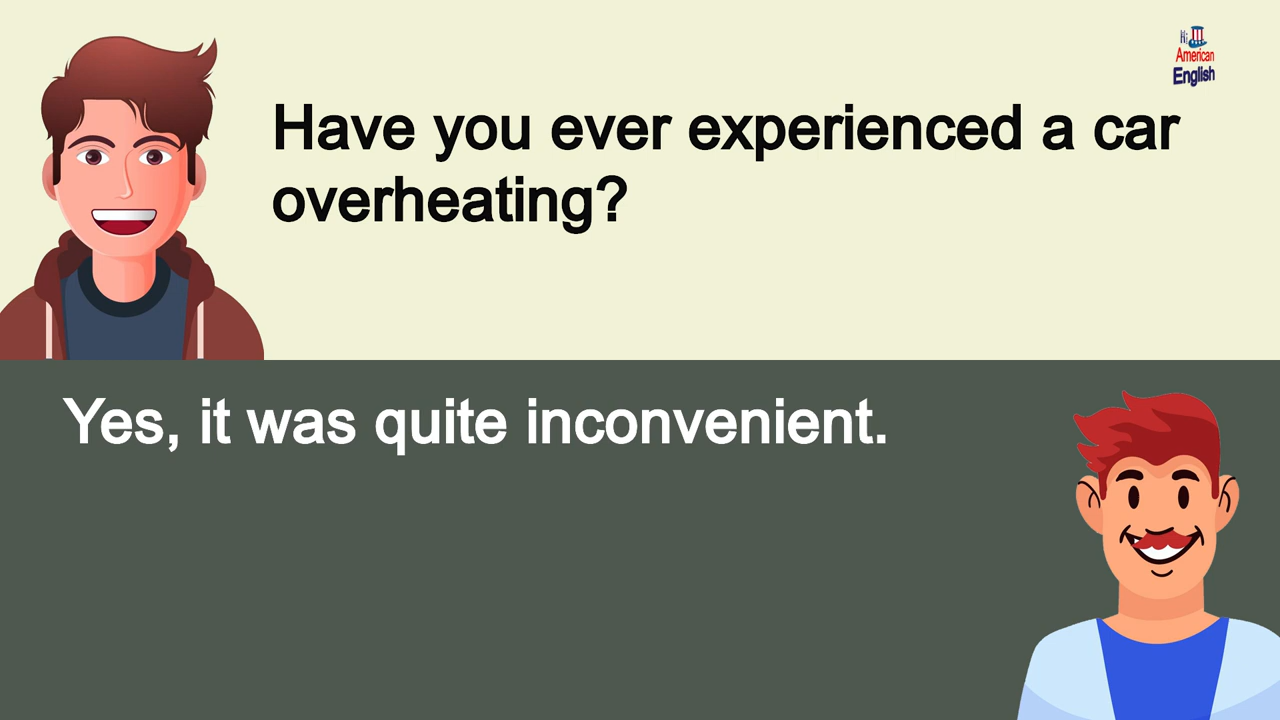 Hi
American
English
Have you ever experienced a car
overheating?
Yes, it was quite inconvenient.